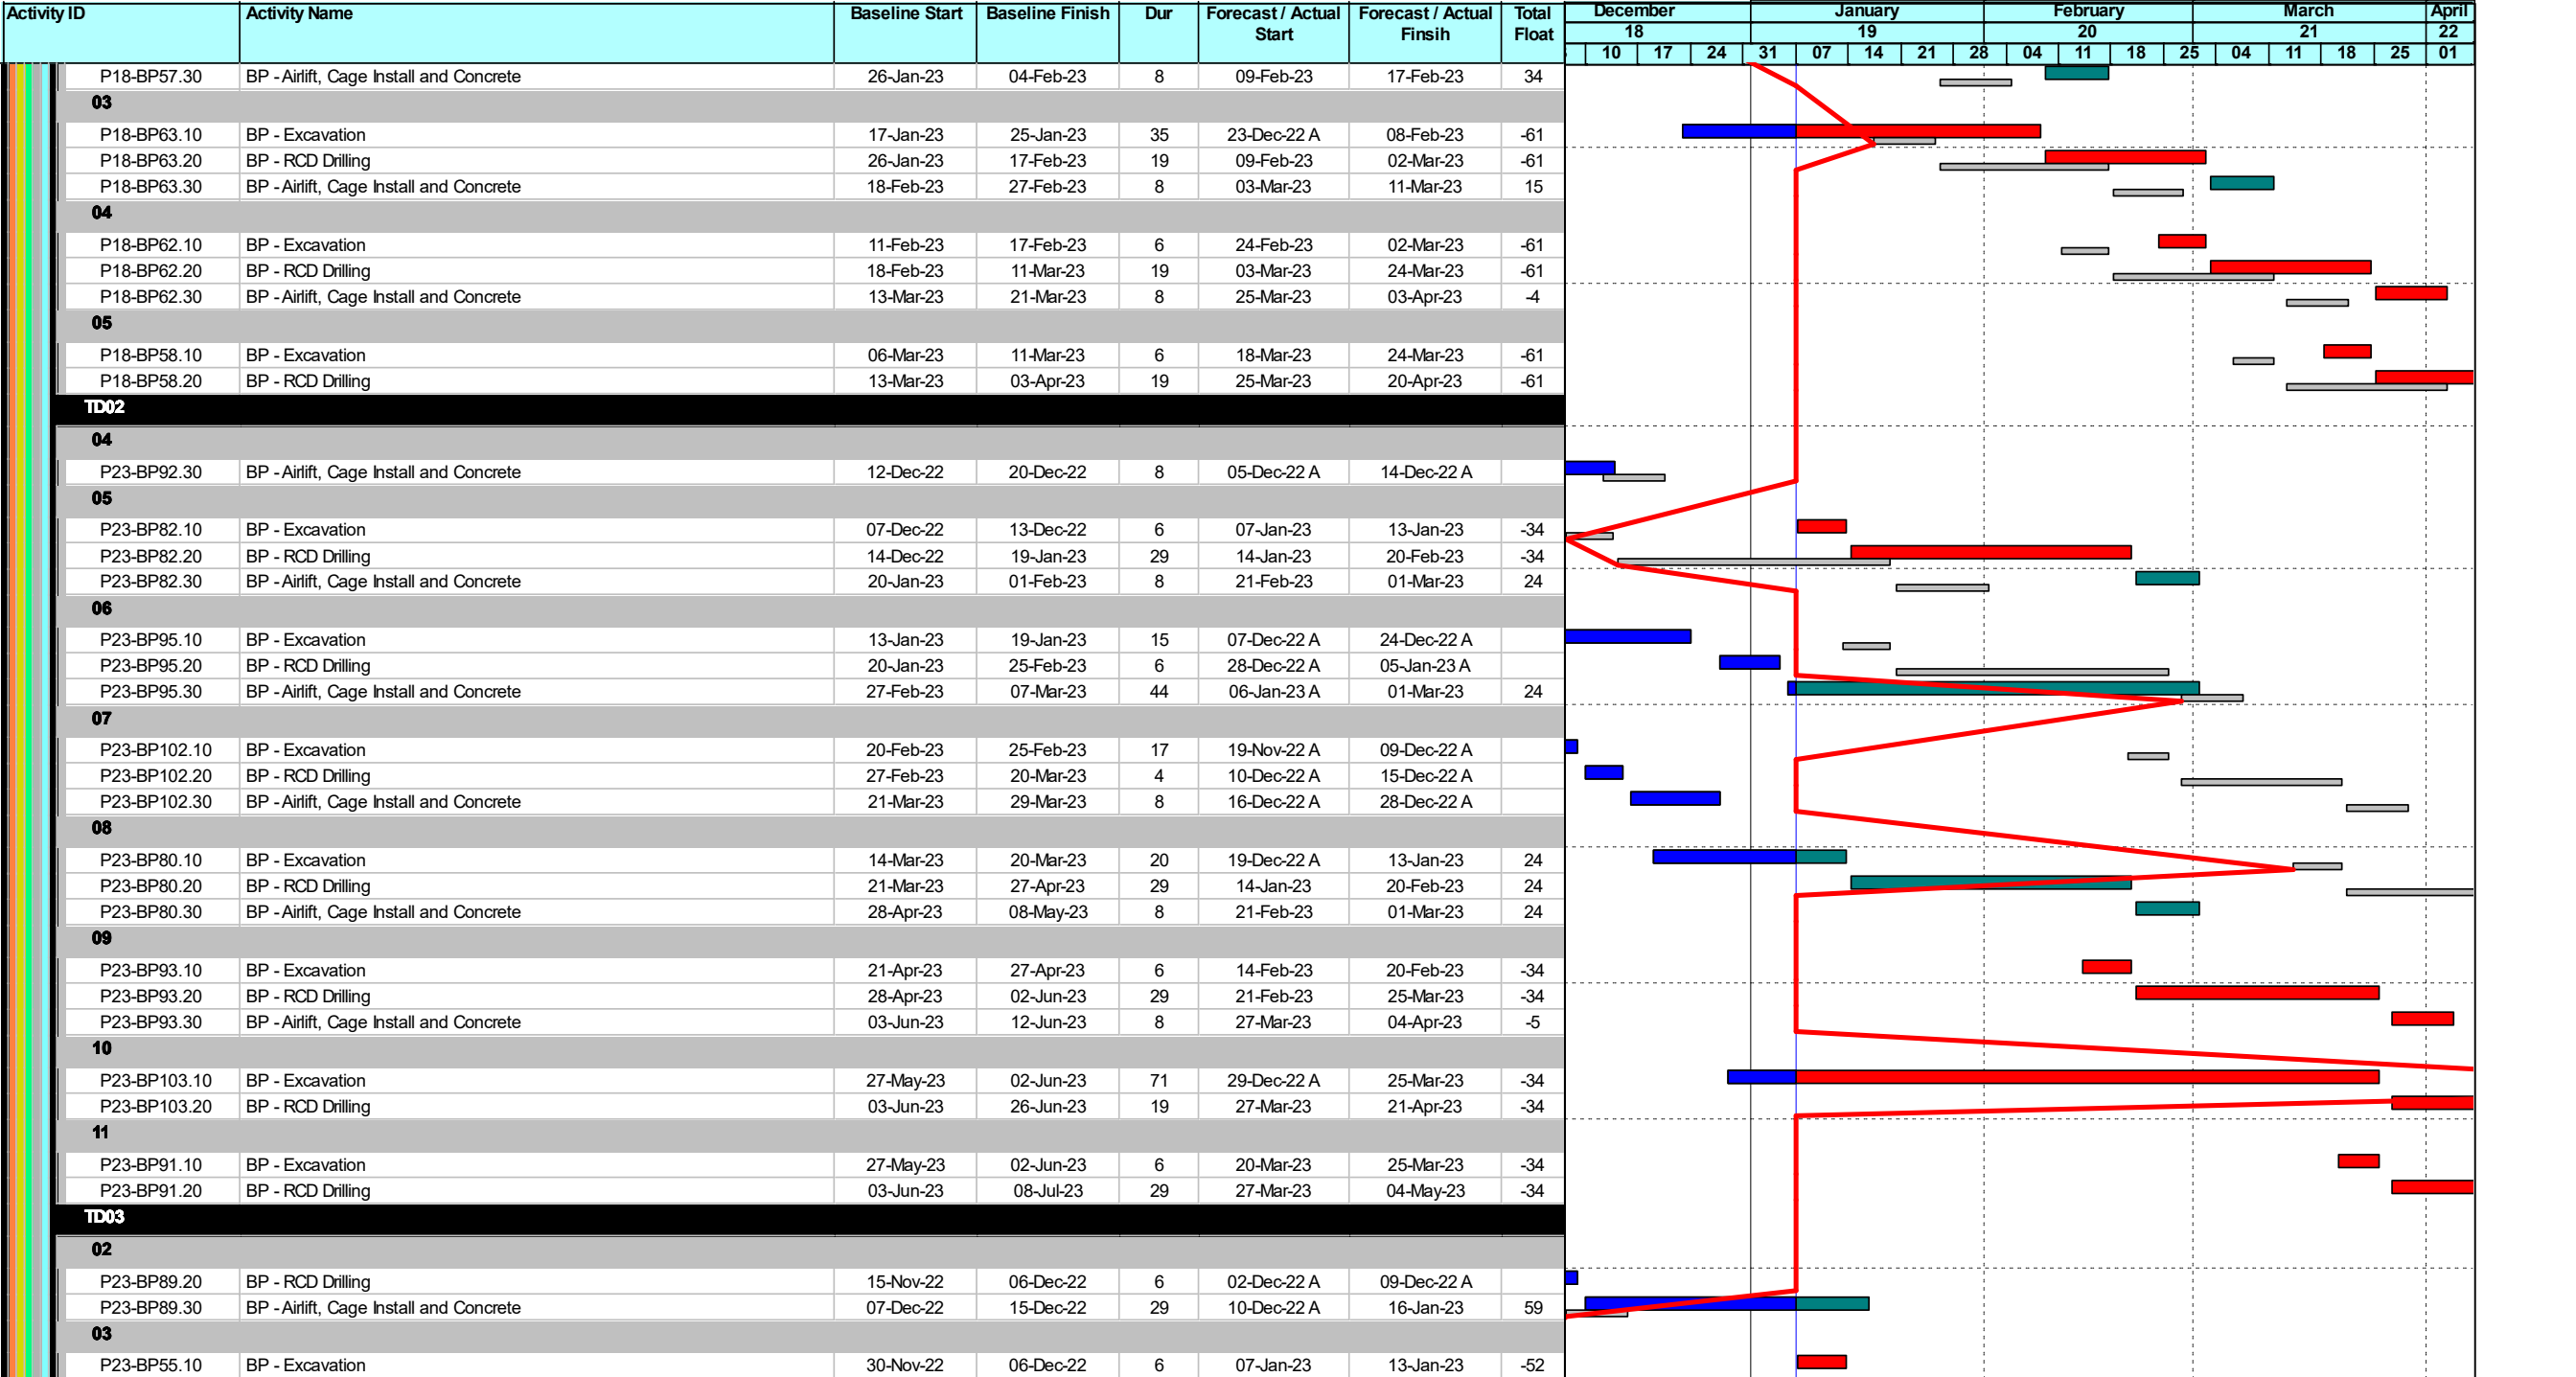 Activity ID Activity Name Baseline Start Baseline Finish Dur Forecast / Actual Start Forecast / Actual Finsih Total Float December January February March April
18 19 20 21 22
10 17 24 31 07 14 21 28 04 11 18 25 04 11 18 25 01
P18-BP57.30 BP - Airlift, Cage Install and Concrete 26-Jan-23 04-Feb-23 8 09-Feb-23 17-Feb-23 34
03
P18-BP63.10 BP - Excavation 17-Jan-23 25-Jan-23 35 23-Dec-22 A 08-Feb-23 -61
P18-BP63.20 BP - RCD Drilling 26-Jan-23 17-Feb-23 19 09-Feb-23 02-Mar-23 -61
P18-BP63.30 BP - Airlift, Cage Install and Concrete 18-Feb-23 27-Feb-23 8 03-Mar-23 11-Mar-23 15
04
P18-BP62.10 BP - Excavation 11-Feb-23 17-Feb-23 6 24-Feb-23 02-Mar-23 -61
P18-BP62.20 BP - RCD Drilling 18-Feb-23 11-Mar-23 19 03-Mar-23 24-Mar-23 -61
P18-BP62.30 BP - Airlift, Cage Install and Concrete 13-Mar-23 21-Mar-23 8 25-Mar-23 03-Apr-23 -4
05
P18-BP58.10 BP - Excavation 06-Mar-23 11-Mar-23 6 18-Mar-23 24-Mar-23 -61
P18-BP58.20 BP - RCD Drilling 13-Mar-23 03-Apr-23 19 25-Mar-23 20-Apr-23 -61
TD02
04
P23-BP92.30 BP - Airlift, Cage Install and Concrete 12-Dec-22 20-Dec-22 8 05-Dec-22 A 14-Dec-22 A
05
P23-BP82.10 BP - Excavation 07-Dec-22 13-Dec-22 6 07-Jan-23 13-Jan-23 -34
P23-BP82.20 BP - RCD Drilling 14-Dec-22 19-Jan-23 29 14-Jan-23 20-Feb-23 -34
P23-BP82.30 BP - Airlift, Cage Install and Concrete 20-Jan-23 01-Feb-23 8 21-Feb-23 01-Mar-23 24
06
P23-BP95.10 BP - Excavation 13-Jan-23 19-Jan-23 15 07-Dec-22 A 24-Dec-22 A
P23-BP95.20 BP - RCD Drilling 20-Jan-23 25-Feb-23 6 28-Dec-22 A 05-Jan-23 A
P23-BP95.30 BP - Airlift, Cage Install and Concrete 27-Feb-23 07-Mar-23 44 06-Jan-23 A 01-Mar-23 24
07
P23-BP102.10 BP - Excavation 20-Feb-23 25-Feb-23 17 19-Nov-22 A 09-Dec-22 A
P23-BP102.20 BP - RCD Drilling 27-Feb-23 20-Mar-23 4 10-Dec-22 A 15-Dec-22 A
P23-BP102.30 BP - Airlift, Cage Install and Concrete 21-Mar-23 29-Mar-23 8 16-Dec-22 A 28-Dec-22 A
08
P23-BP80.10 BP - Excavation 14-Mar-23 20-Mar-23 20 19-Dec-22 A 13-Jan-23 24
P23-BP80.20 BP - RCD Drilling 21-Mar-23 27-Apr-23 29 14-Jan-23 20-Feb-23 24
P23-BP80.30 BP - Airlift, Cage Install and Concrete 28-Apr-23 08-May-23 8 21-Feb-23 01-Mar-23 24
09
P23-BP93.10 BP - Excavation 21-Apr-23 27-Apr-23 6 14-Feb-23 20-Feb-23 -34
P23-BP93.20 BP - RCD Drilling 28-Apr-23 02-Jun-23 29 21-Feb-23 25-Mar-23 -34
P23-BP93.30 BP - Airlift, Cage Install and Concrete 03-Jun-23 12-Jun-23 8 27-Mar-23 04-Apr-23 -5
10
P23-BP103.10 BP - Excavation 27-May-23 02-Jun-23 71 29-Dec-22 A 25-Mar-23 -34
P23-BP103.20 BP - RCD Drilling 03-Jun-23 26-Jun-23 19 27-Mar-23 21-Apr-23 -34
11
P23-BP91.10 BP - Excavation 27-May-23 02-Jun-23 6 20-Mar-23 25-Mar-23 -34
P23-BP91.20 BP - RCD Drilling 03-Jun-23 08-Jul-23 29 27-Mar-23 04-May-23 -34
TD03
02
P23-BP89.20 BP - RCD Drilling 15-Nov-22 06-Dec-22 6 02-Dec-22 A 09-Dec-22 A
P23-BP89.30 BP - Airlift, Cage Install and Concrete 07-Dec-22 15-Dec-22 29 10-Dec-22 A 16-Jan-23 59
03
P23-BP55.10 BP - Excavation 30-Nov-22 06-Dec-22 6 07-Jan-23 13-Jan-23 -52